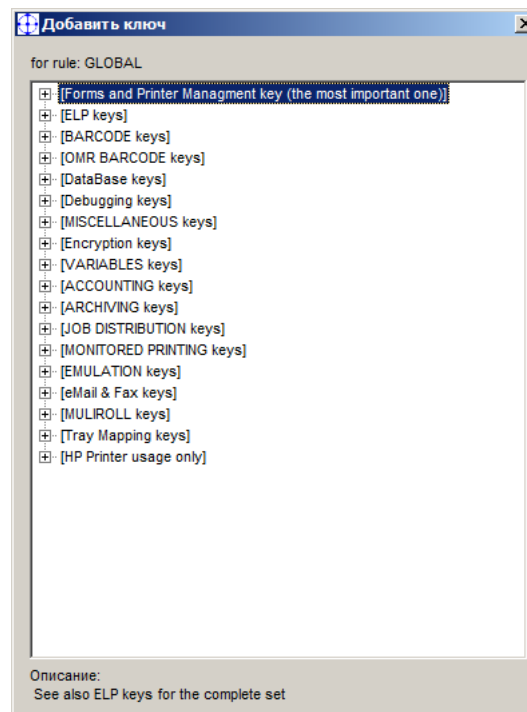 Добавить ключ
for rule: GLOBAL
[Forms and Printer Managment key (the most important one)]
[ELP keys]
[BARCODE keys]
[OMR BARCODE keys]
[DataBase keys]
[Debugging keys]
[MISCELLANEOUS keys]
[Encryption keys]
[VARIABLES keys]
[ACCOUNTING keys]
[ARCHIVING keys]
[JOB DISTRIBUTION keys]
[MONITORED PRINTING keys]
[EMULATION keys]
[eMail & Fax keys]
[MULIROLL keys]
[Tray Mapping keys]
[HP Printer usage only]
Описание:
See also ELP keys for the complete set